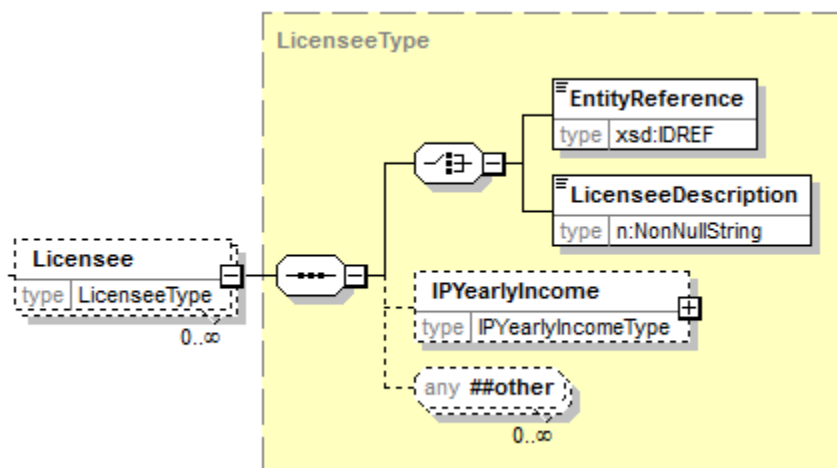 LicenseeType
EntityReference
type xsd:IDREF
LicenseeDescription
type n:NonNullString
Licensee
type LicenseeType
0..∞
IPYearlyIncome
type IPYearlyIncomeType
any ##other
0..∞